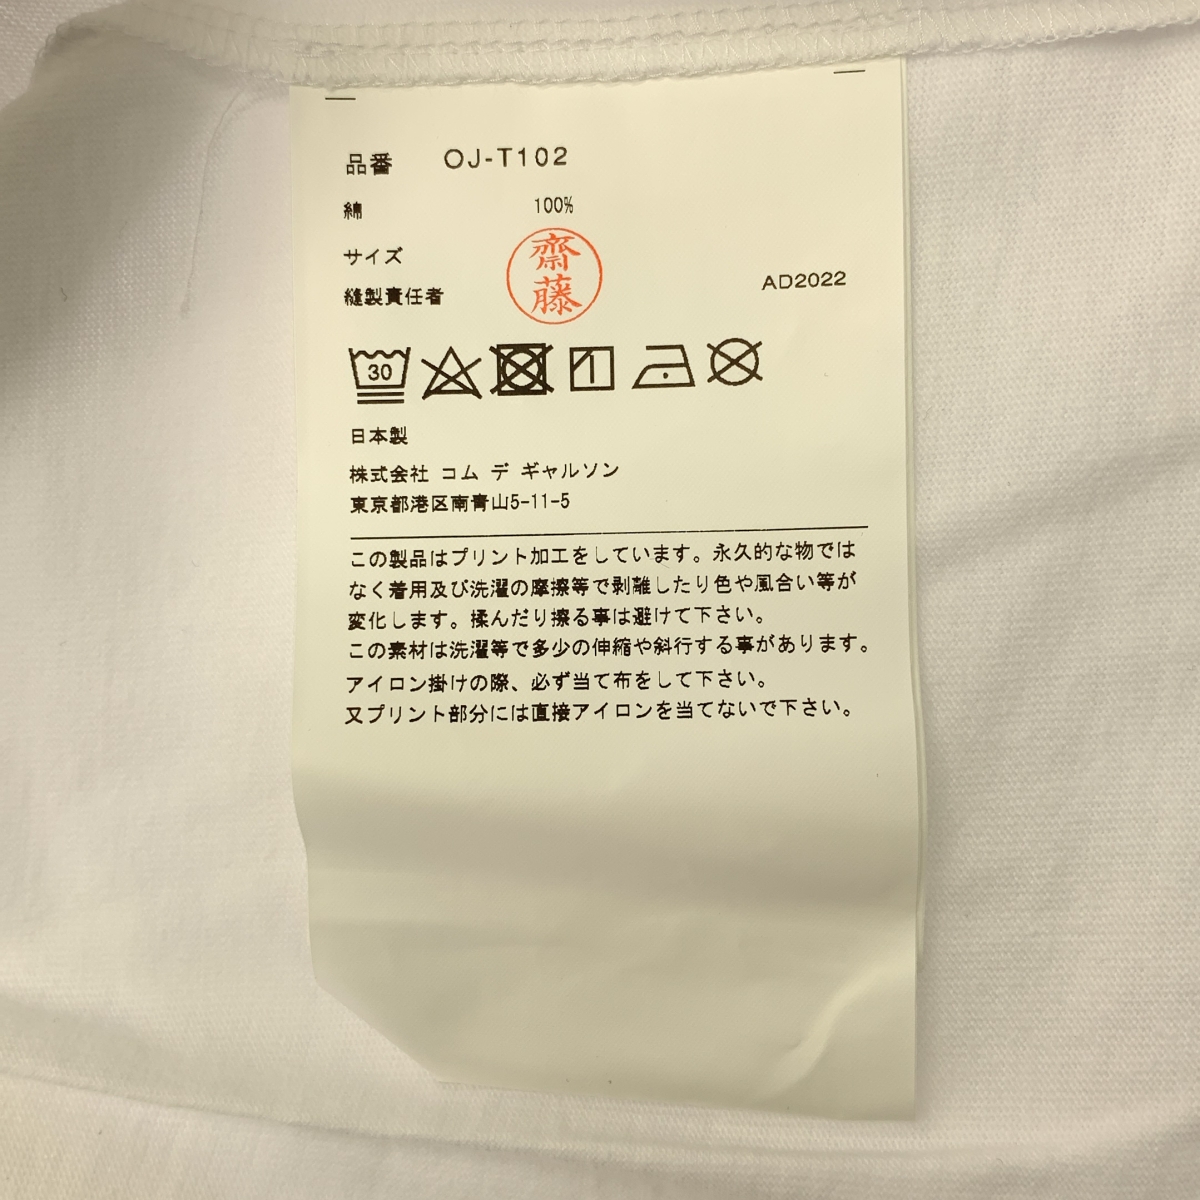 品番 OJ-T102
綿 100%
サイズ
縫製責任者 齋藤 AD2022
30
日本製
株式会社 コム デ ギャルソン
東京都港区南青山5-11-5
この製品はプリント加工をしています。永久的な物では
なく着用及び洗濯の摩擦等で剥離したり色や風合い等が
変化します。揉んだり擦る事は避けて下さい。
この素材は洗濯等で多少の伸縮や斜行する事があります。
アイロン掛けの際、必ず当て布をして下さい。
又プリント部分には直接アイロンを当てないで下さい。